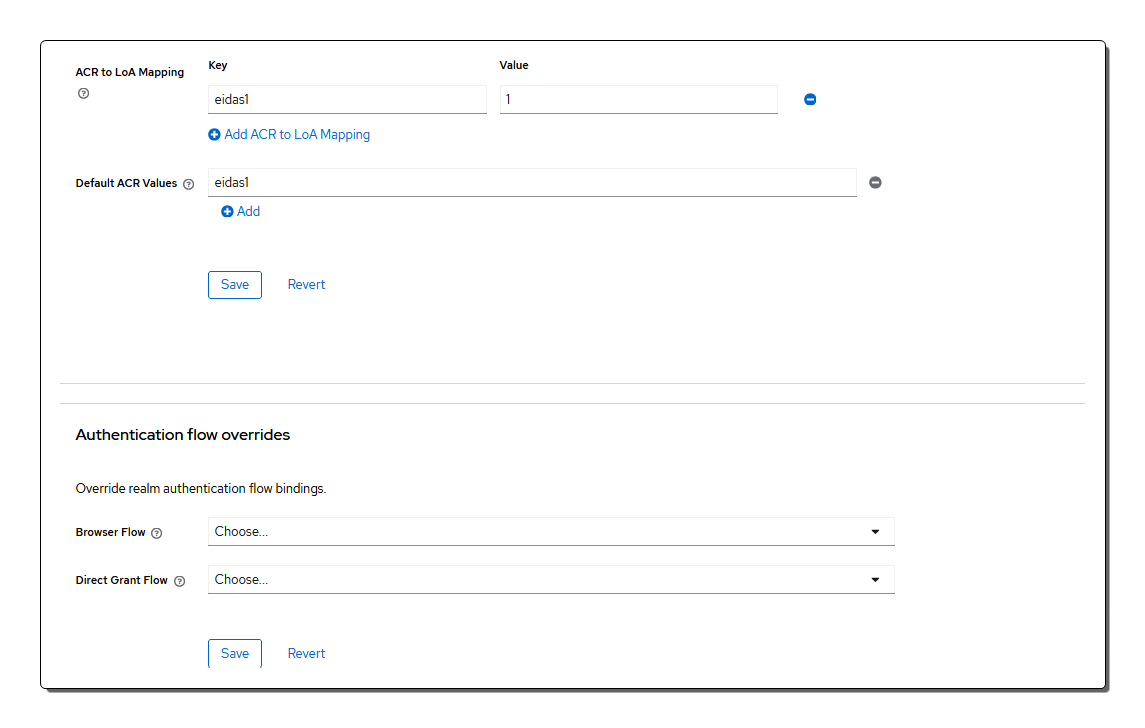 ACR to LoA Mapping
Key
Value
eidas1
1
Add ACR to LoA Mapping
Default ACR Values
eidas1
Add
Save
Revert
Authentication flow overrides
Override realm authentication flow bindings.
Browser Flow
Choose...
Direct Grant Flow
Choose...
Save
Revert